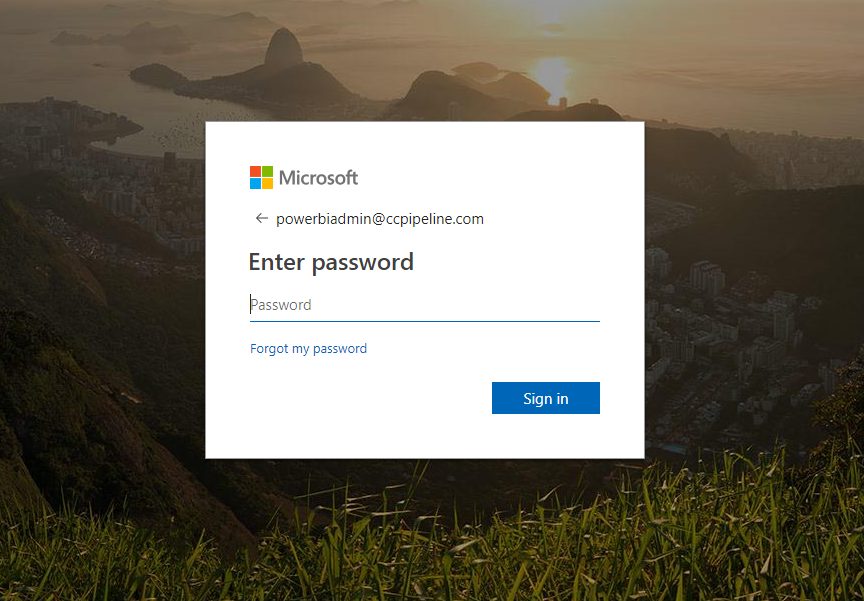 Microsoft
powerbiadmin@ccpipeline.com
Enter password
Password
Forgot my password
Sign in